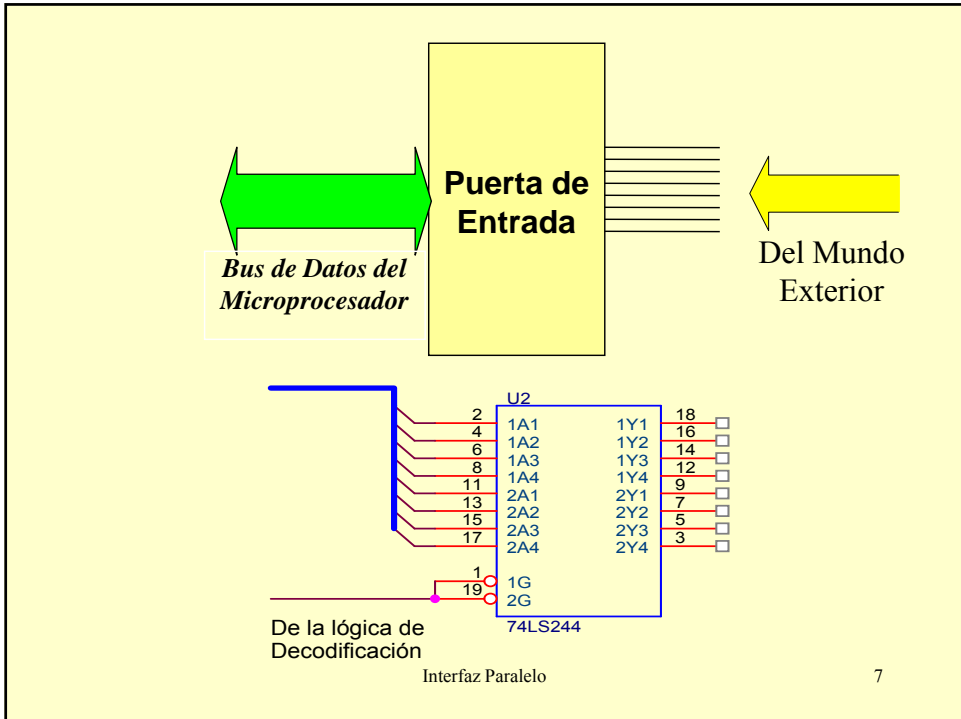 Puerta de
Entrada
Bus de Datos del
Microprocesador
Del Mundo
Exterior
U2
2 1A1 1Y1 18
4 1A2 1Y2 16
6 1A3 1Y3 14
8 1A4 1Y4 12
11 2A1 2Y1 9
13 2A2 2Y2 7
15 2A3 2Y3 5
17 2A4 2Y4 3
1 1G
19 2G
74LS244
De la lógica de
Decodificación
Interfaz Paralelo 7